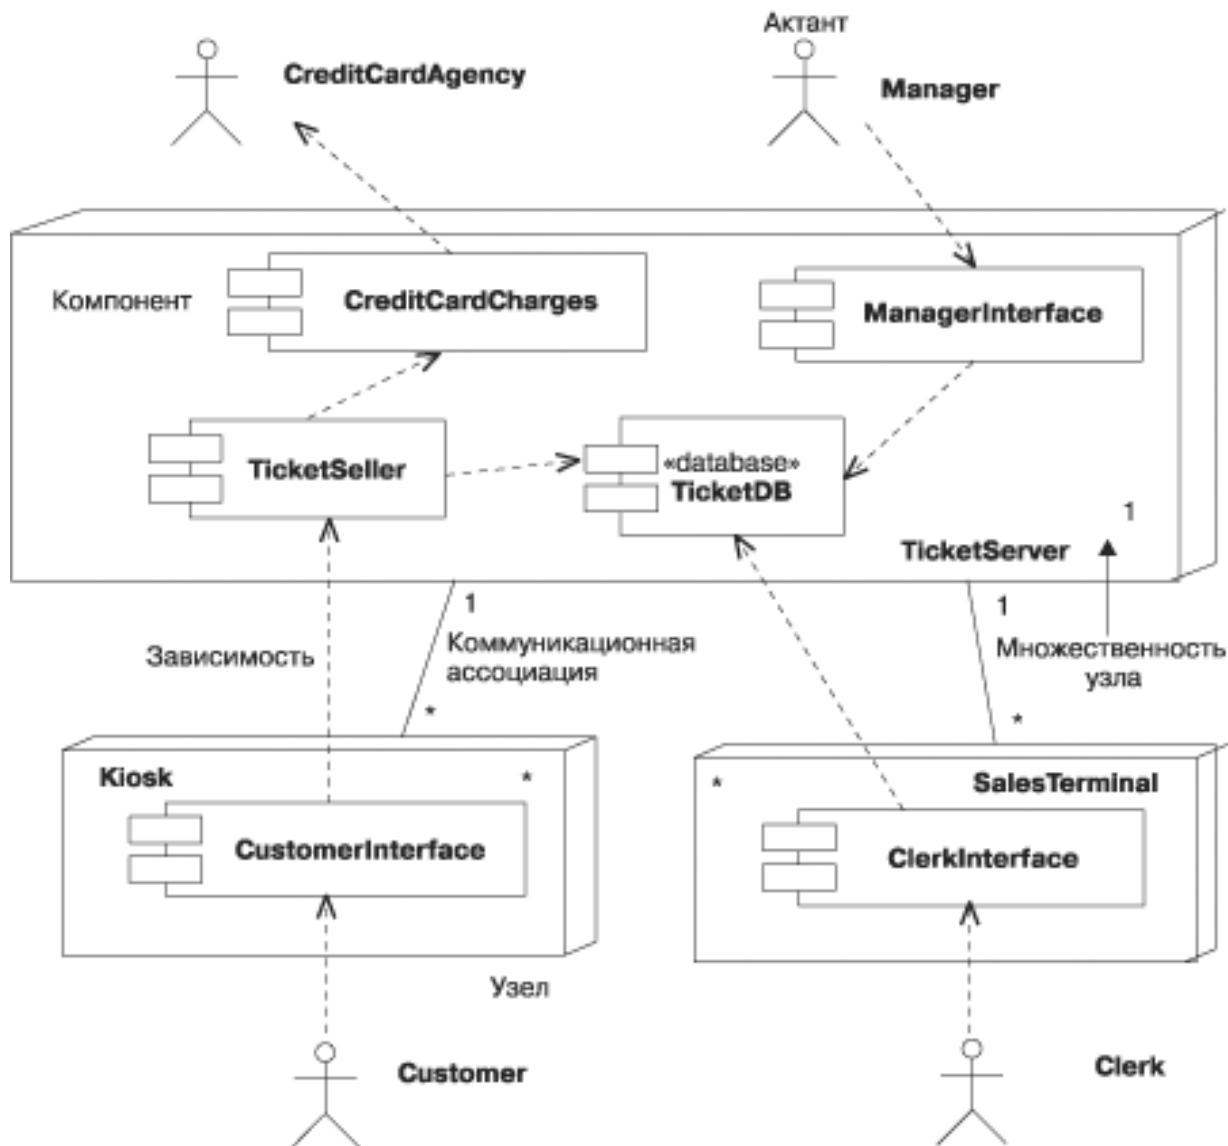 Актант
CreditCardAgency
Manager
Компонент
CreditCardCharges
ManagerInterface
TicketSeller
«database»
TicketDB
1
TicketServer
1
1
Зависимость
Коммуникационная
ассоциация
Множественность
узла
*
*
Kiosk
*
*
SalesTerminal
CustomerInterface
ClerkInterface
Узел
Customer
Clerk